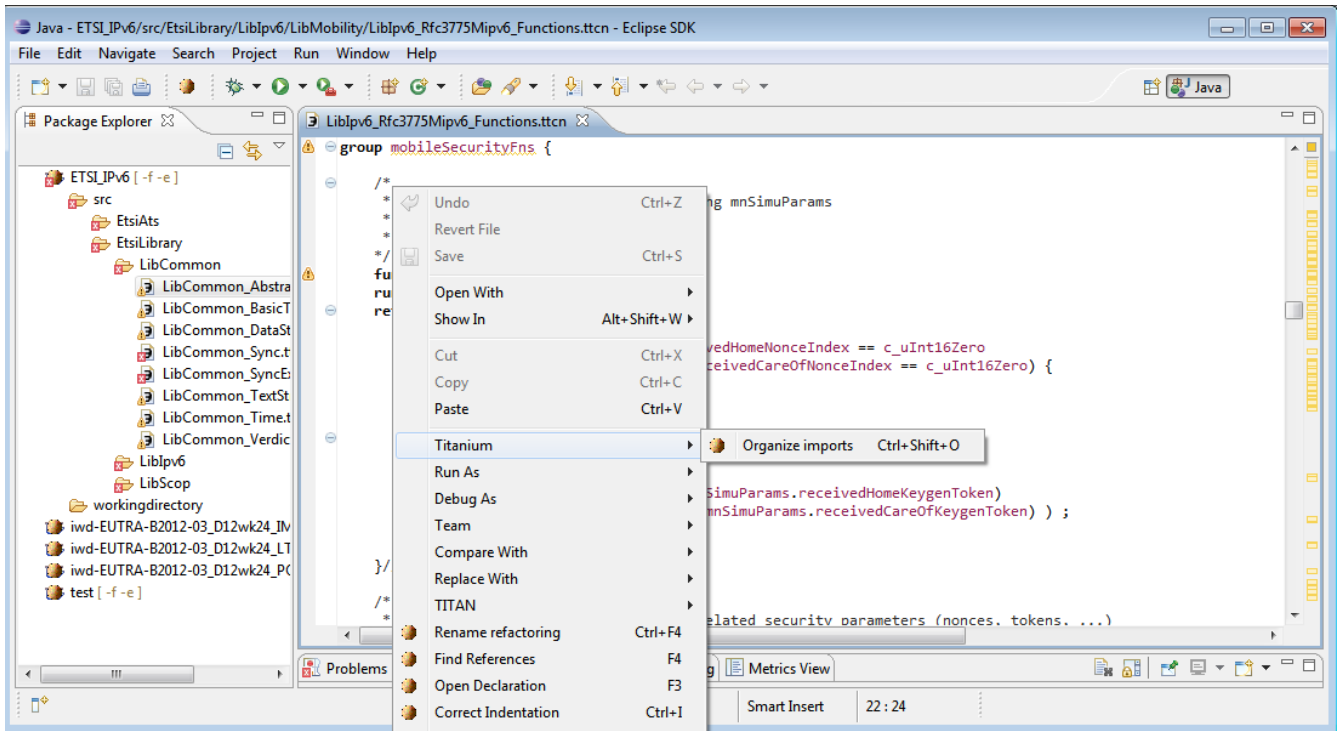 Java - ETSI_IPv6/src/EtsiLibrary/LibIpv6/LibMobility/LibIpv6_Rfc3775Mipv6_Functions.ttcn - Eclipse SDK
File Edit Navigate Search Project Run Window Help
Java
Package Explorer
LibIpv6_Rfc3775Mipv6_Functions.ttcn
ETSI_IPv6 [ -f -e ]
src
EtsiAts
EtsiLibrary
LibCommon
LibCommon_Abstra
LibCommon_BasicT
LibCommon_DataSt
LibCommon_Sync.t
LibCommon_SyncE
LibCommon_TextSt
LibCommon_Time.t
LibCommon_Verdic
LibIpv6
LibScop
workingdirectory
iwd-EUTRA-B2012-03_D12wk24_IM
iwd-EUTRA-B2012-03_D12wk24_LT
iwd-EUTRA-B2012-03_D12wk24_PC
test [ -f -e ]
group mobileSecurityFns {
/*
* ng mnSimuParams
*
*
*/
fu
ru
re
vedHomeNonceIndex == c_uInt16Zero
ceivedCareOfNonceIndex == c_uInt16Zero) {
SimuParams.receivedHomeKeygenToken)
mnSimuParams.receivedCareOfKeygenToken) ) ;
}/
/*
* elated security parameters (nonces, tokens, ...)
Undo Ctrl+Z
Revert File
Save Ctrl+S
Open With
Show In Alt+Shift+W
Cut Ctrl+X
Copy Ctrl+C
Paste Ctrl+V
Titanium
Organize imports Ctrl+Shift+O
Run As
Debug As
Team
Compare With
Replace With
TITAN
Rename refactoring Ctrl+F4
Find References F4
Open Declaration F3
Correct Indentation Ctrl+I
Problems
g Metrics View
Smart Insert 22 : 24